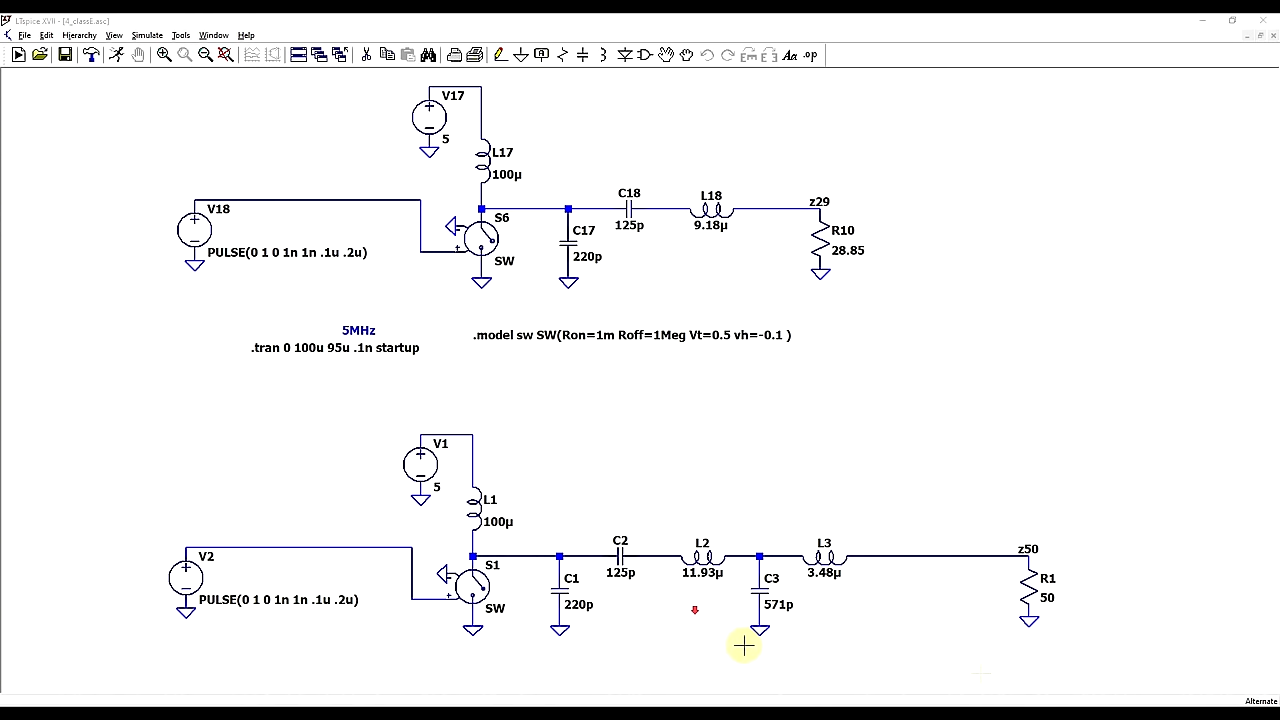 LTspice XVII - [4_classE.asc]
File Edit Hierarchy View Simulate Tools Window Help
V17
5
L17
100µ
V18
PULSE(0 1 0 1n 1n .1u .2u)
S6
SW
C17
220p
C18
125p
L18
9.18µ
z29
R10
28.85
5MHz
.tran 0 100u 95u .1n startup
.model sw SW(Ron=1m Roff=1Meg Vt=0.5 vh=-0.1 )
V1
5
L1
100µ
V2
PULSE(0 1 0 1n 1n .1u .2u)
S1
SW
C1
220p
C2
125p
L2
11.93µ
C3
571p
L3
3.48µ
z50
R1
50
Alternate